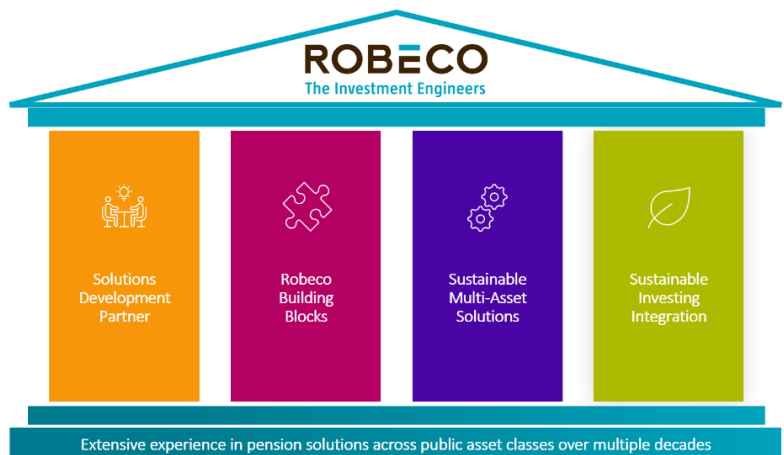 ROBECO
The Investment Engineers
Solutions
Development
Partner
Robeco
Building
Blocks
Sustainable
Multi-Asset
Solutions
Sustainable
Investing
Integration
Extensive experience in pension solutions across public asset classes over multiple decades